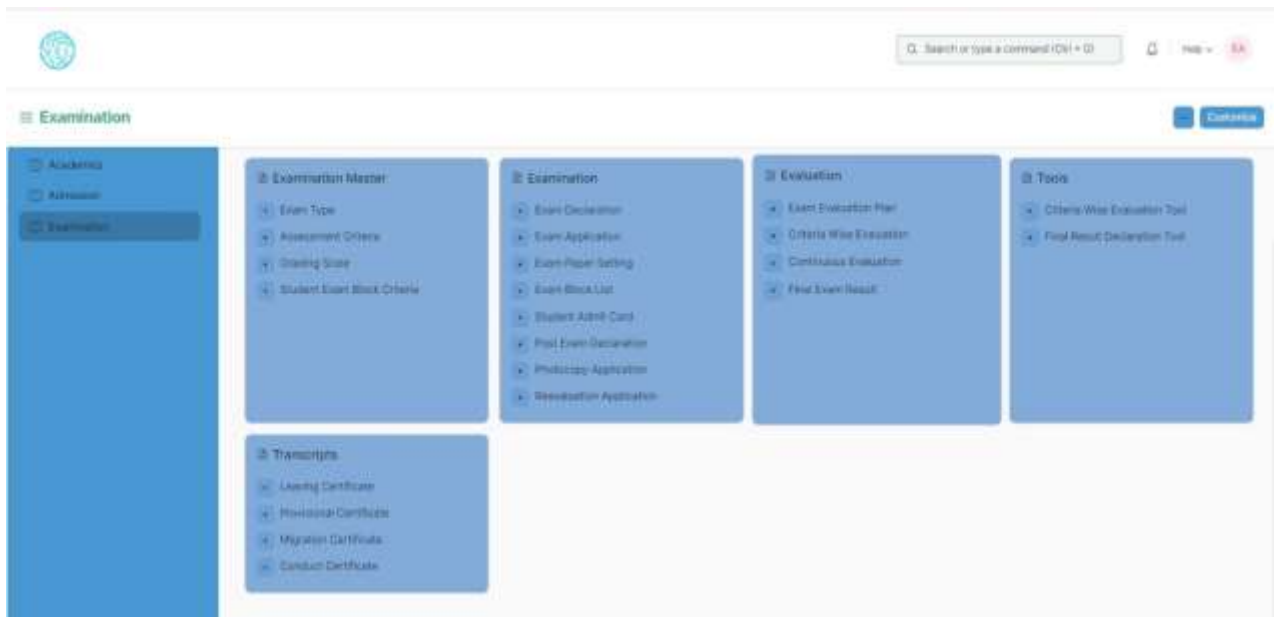 Search or type a command (Ctrl + G)
Help
EA
Examination
Customize
Academics
Admission
Examination
Examination Master
Exam Type
Assessment Criteria
Grading Scale
Student Exam Block Criteria
Examination
Exam Declaration
Exam Application
Exam Paper Setting
Exam Block List
Student Admit Card
Post Exam Declaration
Photocopy Application
Reevaluation Application
Evaluation
Exam Evaluation Plan
Criteria Wise Evaluation
Continuous Evaluation
Final Exam Result
Tools
Criteria Wise Evaluation Tool
Final Result Declaration Tool
Transcripts
Leaving Certificate
Provisional Certificate
Migration Certificate
Conduct Certificate